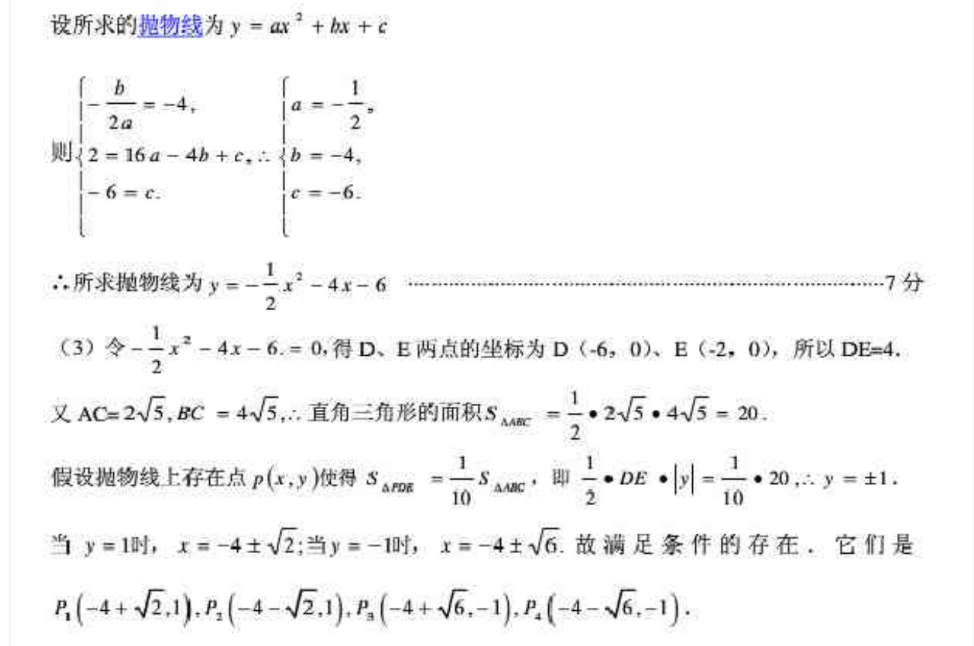 设所求的抛物线为 y = ax² + bx + c
则{ -b/2a = -4, 2 = 16a - 4b + c, -6 = c. ∴ { a = -1/2, b = -4, c = -6.
∴所求抛物线为 y = -1/2 x² - 4x - 6 ……………………………………7 分
（3）令 -1/2 x² - 4x - 6. = 0,得 D、E 两点的坐标为 D（-6，0）、E（-2，0），所以 DE=4.
又 AC=2√5, BC = 4√5,∴ 直角三角形的面积 S△ABC = 1/2 • 2√5 • 4√5 = 20.
假设抛物线上存在点 p(x,y)使得 S△PDE = 1/10 S△ABC，即 1/2 • DE • |y| = 1/10 • 20,∴ y = ±1.
当 y = 1时，x = -4 ± √2;当 y = -1时，x = -4 ± √6. 故满足条件的存在．它们是
P₁(-4 + √2,1), P₂(-4 - √2,1), P₃(-4 + √6,-1), P₄(-4 - √6,-1).